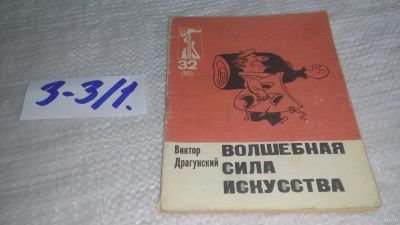 3-3/1.
32
Виктор
Драгунский
ВОЛШЕБНАЯ
СИЛА
ИСКУССТВА